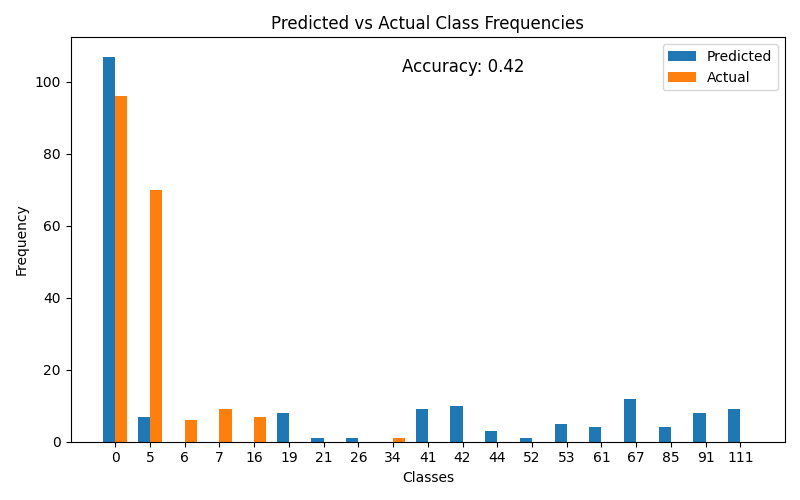 Predicted vs Actual Class Frequencies
Accuracy: 0.42
Predicted
Actual
Frequency
100
80
60
40
20
0
0 5 6 7 16 19 21 26 34 41 42 44 52 53 61 67 85 91 111
Classes